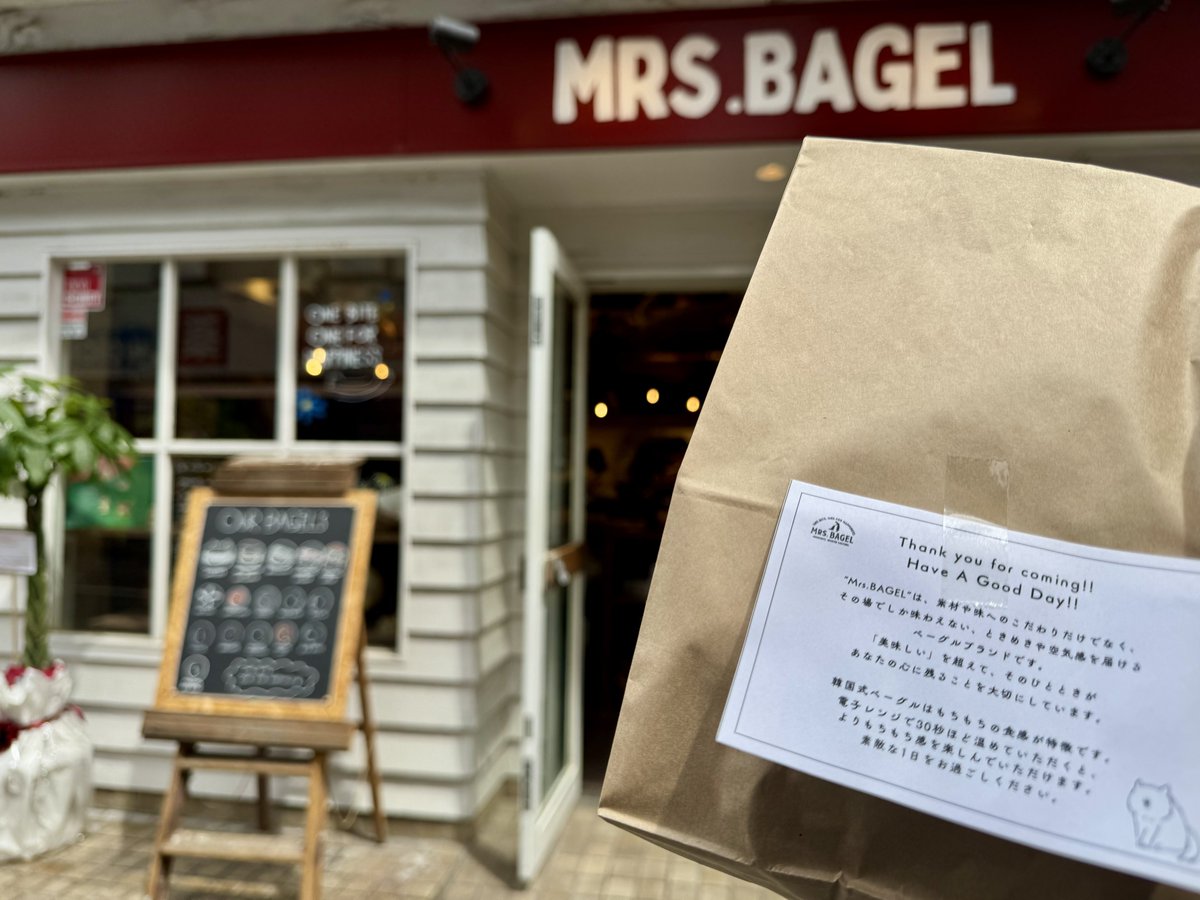 MRS.BAGEL
ONE BITE
ONE FOR
HAPPINESS
OUR BAGELS
MRS. BAGEL
Thank you for coming!!
Have A Good Day!!
"Mrs.BAGEL"は、素材や味へのこだわりだけでなく、
その場でしか味わえない、ときめきや空気感を届ける
ベーグルブランドです。
「美味しい」を超えて、そのひとときが
あなたの心に残ることを大切にしています。
韓国式ベーグルはもちもちの食感が特徴です。
電子レンジで30秒ほど温めていただくと、
よりもちもち感を楽しんでいただけます。
素敵な1日をお過ごしください。